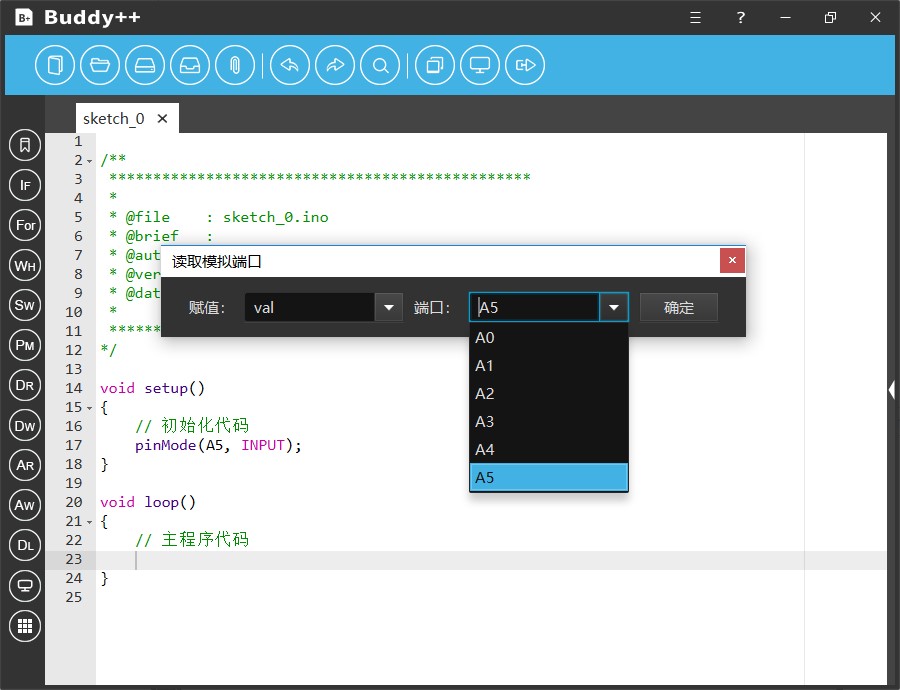 B+ Buddy++
?
sketch_0
1
2 /**
3 ************************************************
4 *
5 * @file    : sketch_0.ino
6 * @brief   :
7 * @aut
8 * @ver
9 * @dat
10 *
11 ******
12 */
13
14 void setup()
15 {
16 // 初始化代码
17 pinMode(A5, INPUT);
18 }
19
20 void loop()
21 {
22 // 主程序代码
23
24 }
25
IF
For
WH
SW
PM
DR
DW
AR
AW
DL
读取模拟端口
赋值: val 端口: A5 确定
A0
A1
A2
A3
A4
A5